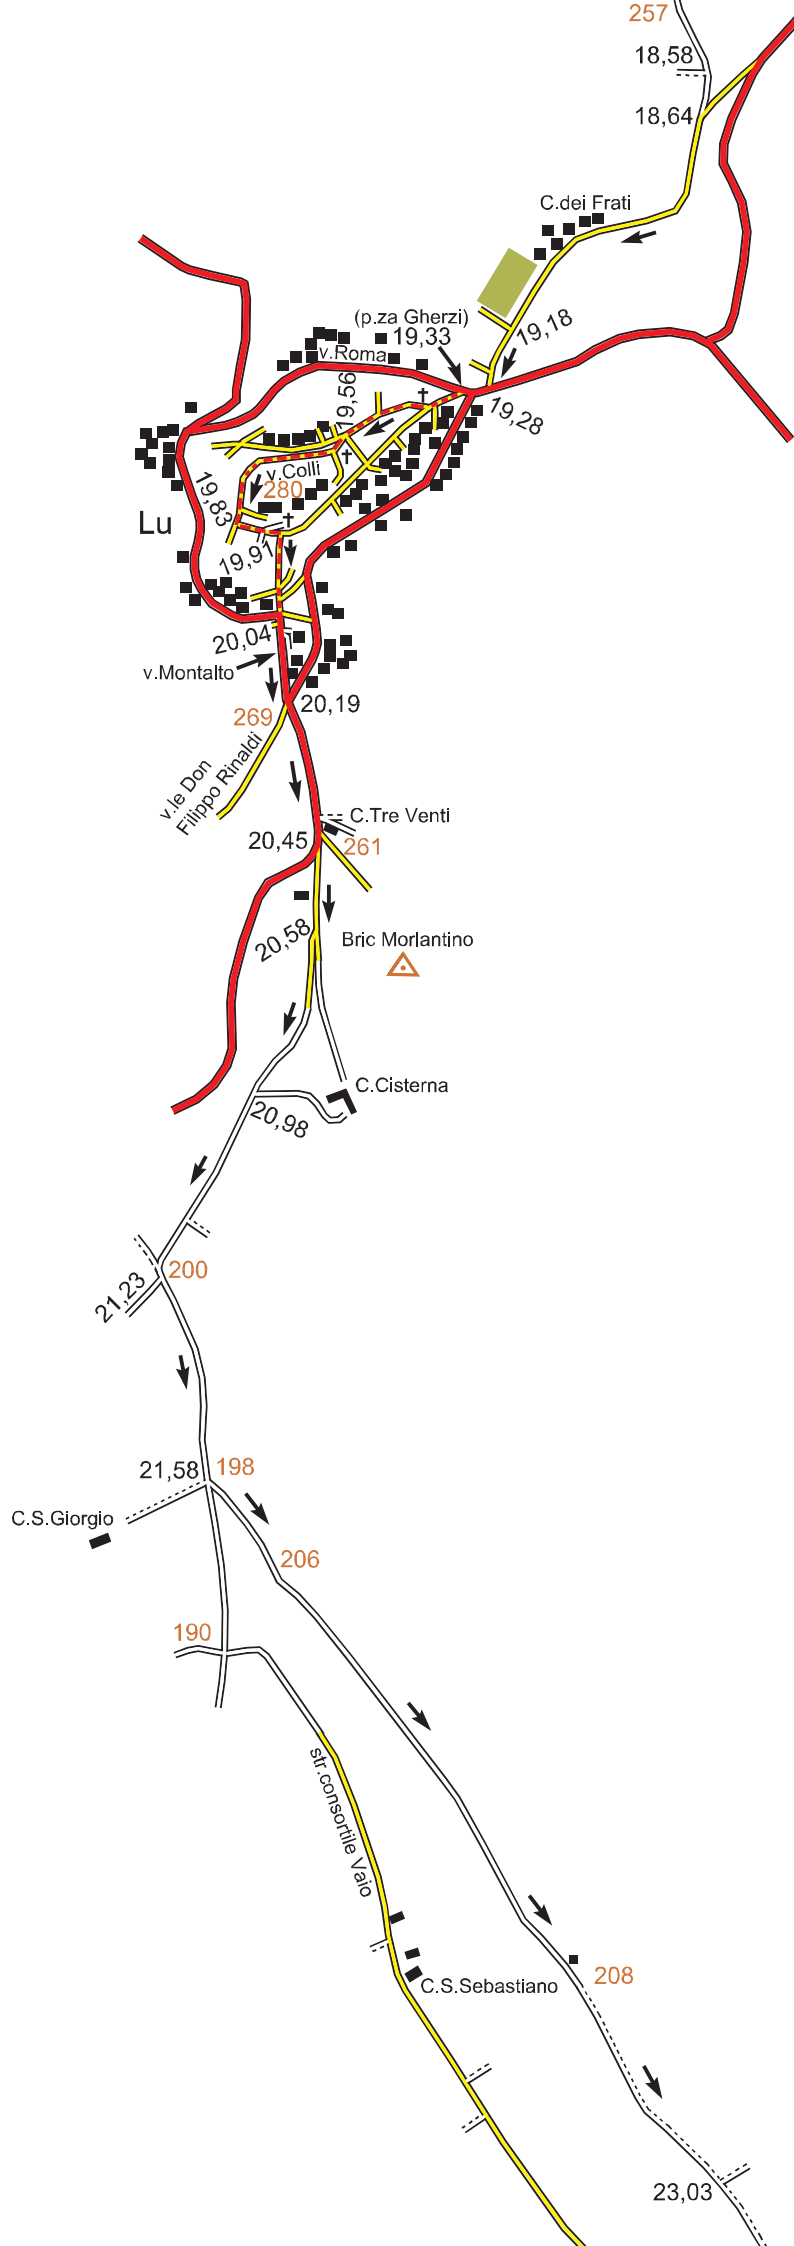 257
18,58
18,64
C.dei Frati
(p.za Gherzi)
19,33
19,18
v.Roma
19,56
19,28
v.Colli
280
19,83
Lu
19,91
20,04
v.Montalto
20,19
269
v.le Don
Filippo Rinaldi
C.Tre Venti
20,45
261
20,58
Bric Morlantino
C.Cisterna
20,98
200
21,23
21,58
198
C.S.Giorgio
206
190
str.consortile Vaio
208
C.S.Sebastiano
23,03